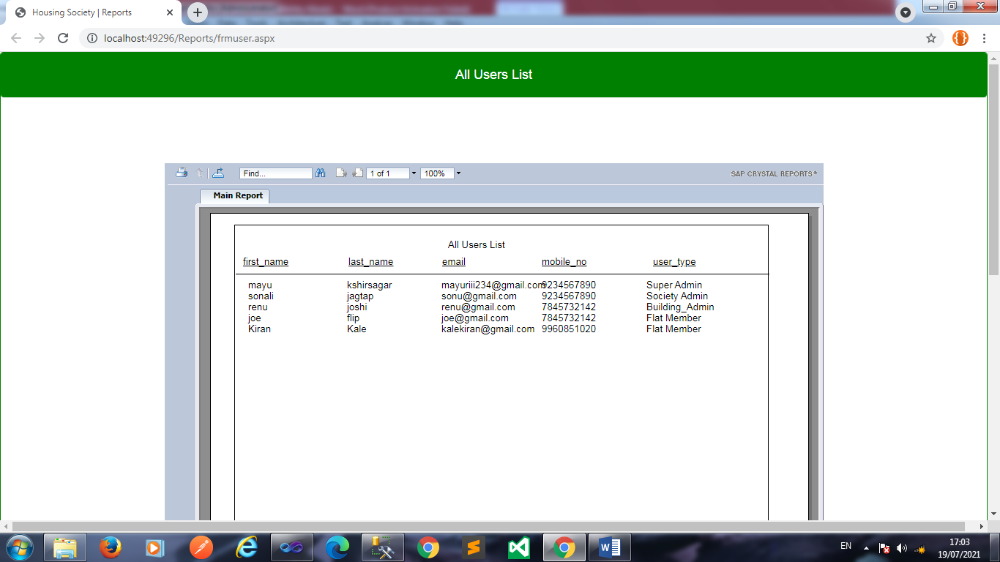 Housing Society | Reports
localhost:49296/Reports/frmuser.aspx
All Users List
Find... 1 of 1 100% SAP CRYSTAL REPORTS®
Main Report
All Users List
first_name last_name email mobile_no user_type
mayu kshirsagar mayuriii234@gmail.com 9234567890 Super Admin
sonali jagtap sonu@gmail.com 9234567890 Society Admin
renu joshi renu@gmail.com 7845732142 Building_Admin
joe flip joe@gmail.com 7845732142 Flat Member
Kiran Kale kalekiran@gmail.com 9960851020 Flat Member
EN 17:03
19/07/2021